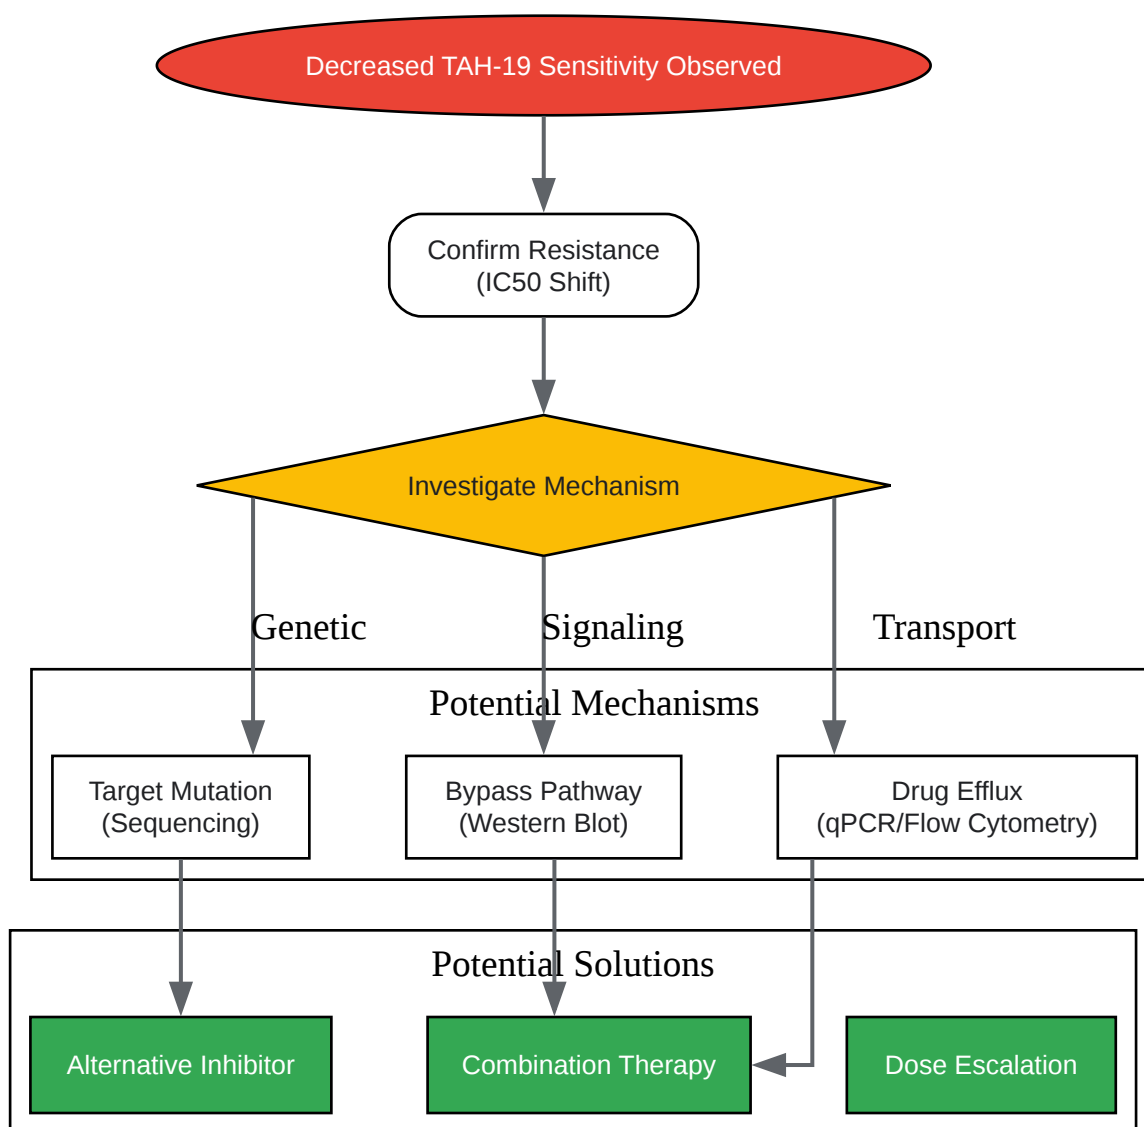 Decreased TAH-19 Sensitivity Observed
Confirm Resistance
(IC50 Shift)
Investigate Mechanism
Genetic
Signaling
Transport
Potential Mechanisms
Target Mutation
(Sequencing)
Bypass Pathway
(Western Blot)
Drug Efflux
(qPCR/Flow Cytometry)
Potential Solutions
Alternative Inhibitor
Combination Therapy
Dose Escalation